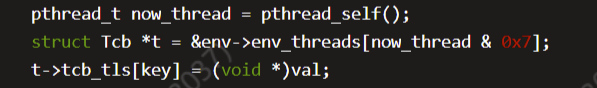 pthread_t now_thread = pthread_self();
struct Tcb *t = &env->env_threads[now_thread & 0x7];
t->tcb_tls[key] = (void *)val;